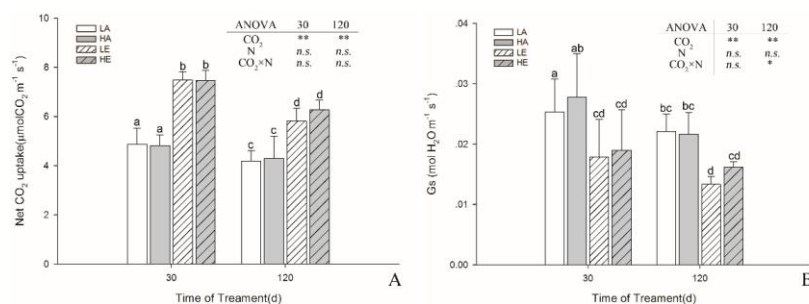 LA
HA
LE
HE
ANOVA 30 120
CO2 ** **
N n.s. n.s.
CO2×N n.s. n.s.
Net CO2 uptake(μmolCO2 m-1 s-1)
10
8
6
4
2
0
a a b b c c d d
30 120
Time of Treament(d)
A
LA
HA
LE
HE
ANOVA 30 120
CO2 ** **
N n.s. n.s.
CO2×N n.s. *
Gs (mol H2O m-1 s-1)
.04
.03
.02
.01
0.00
a ab cd cd bc bc d cd
30 120
Time of Treament(d)